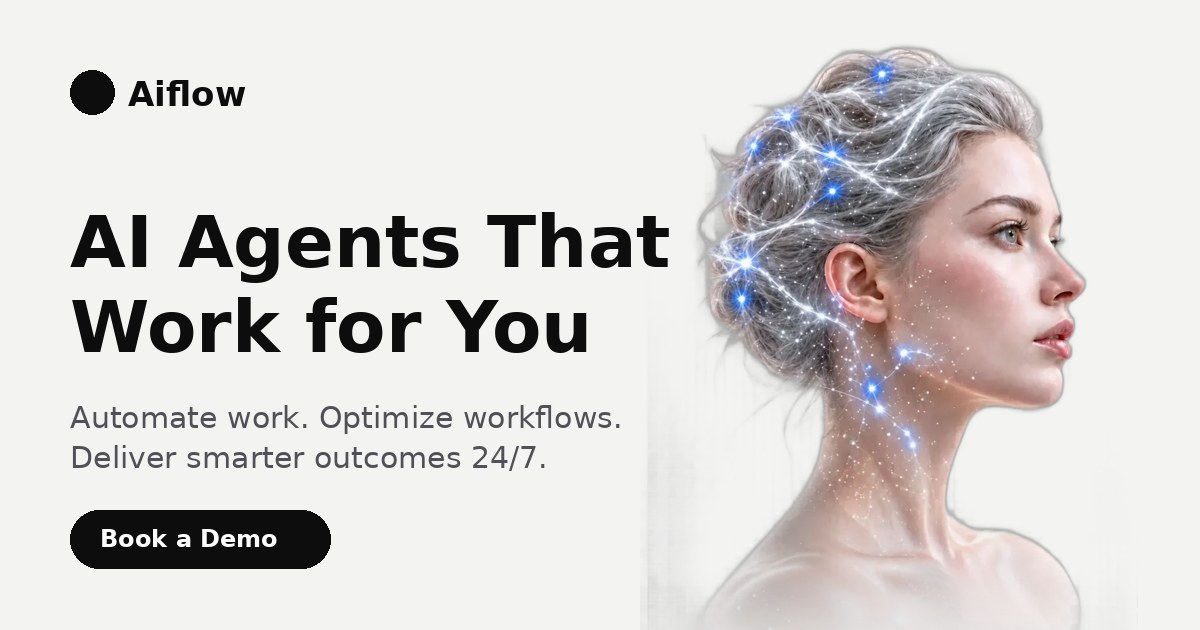 Aiflow
AI Agents That
Work for You
Automate work. Optimize workflows.
Deliver smarter outcomes 24/7.
Book a Demo